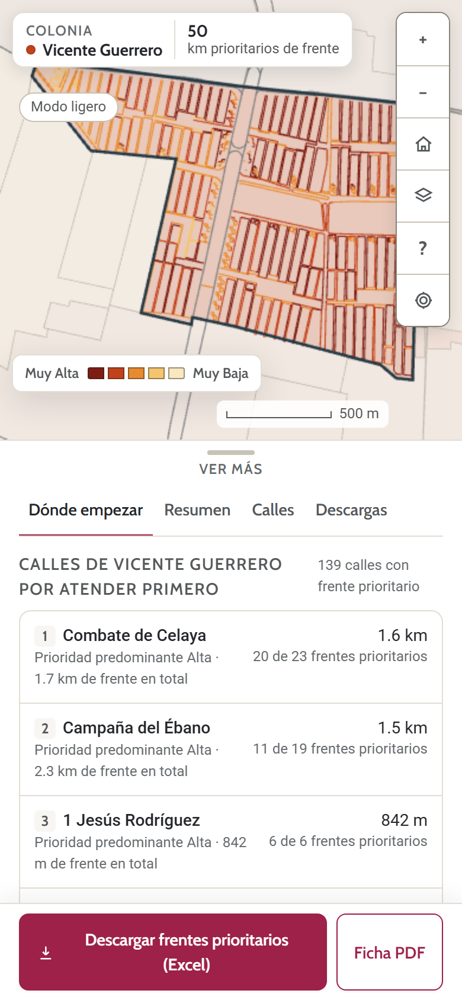 COLONIA
Vicente Guerrero
50
km prioritarios de frente
+
−
?
Modo ligero
Muy Alta
Muy Baja
500 m
VER MÁS
Dónde empezar
Resumen
Calles
Descargas
CALLES DE VICENTE GUERRERO
POR ATENDER PRIMERO
139 calles con
frente prioritario
1 Combate de Celaya
1.6 km
Prioridad predominante Alta ·
1.7 km de frente en total
20 de 23 frentes prioritarios
2 Campaña del Ébano
1.5 km
Prioridad predominante Alta ·
2.3 km de frente en total
11 de 19 frentes prioritarios
3 1 Jesús Rodríguez
842 m
Prioridad predominante Alta · 842
m de frente en total
6 de 6 frentes prioritarios
Descargar frentes prioritarios
(Excel)
Ficha PDF